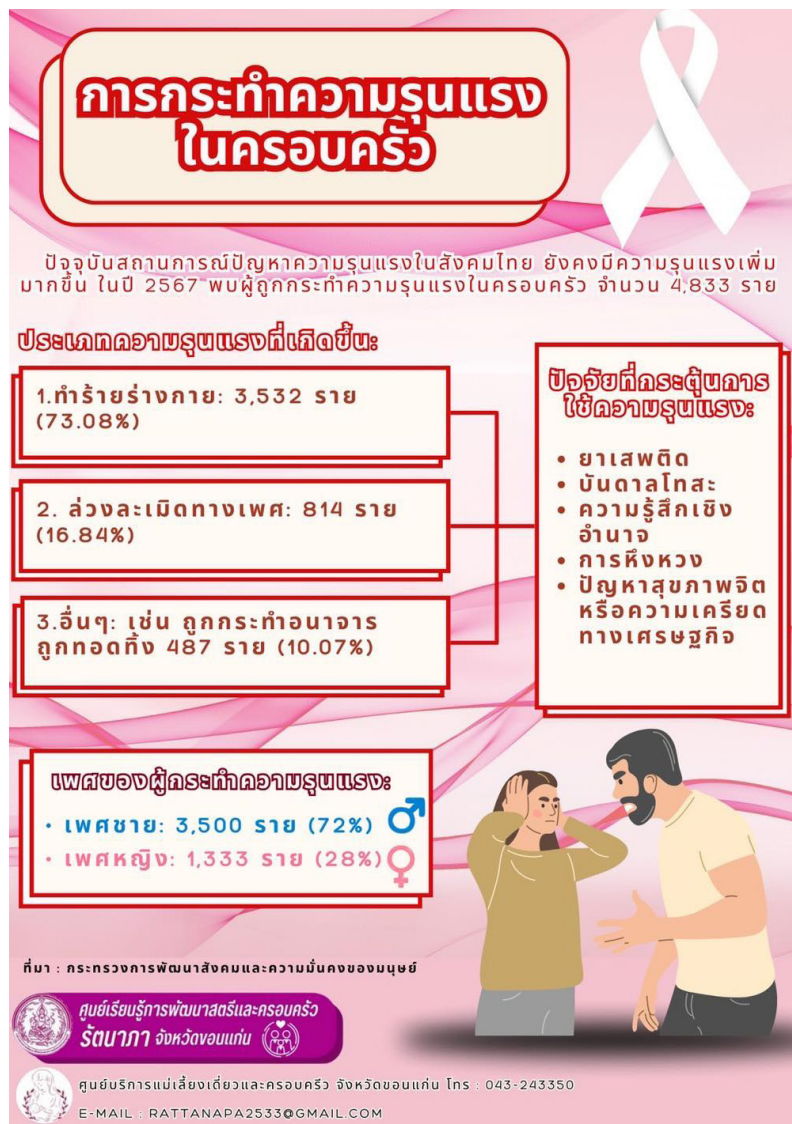 การกระทำความรุนแรง
ในครอบครัว
ปัจจุบันสถานการณ์ปัญหาความรุนแรงในสังคมไทย ยังคงมีความรุนแรงเพิ่ม
มากขึ้น ในปี 2567 พบผู้ถูกกระทำความรุนแรงในครอบครัว จำนวน 4,833 ราย
ประเภทความรุนแรงที่เกิดขึ้น:
1.ทำร้ายร่างกาย: 3,532 ราย
(73.08%)
2. ล่วงละเมิดทางเพศ: 814 ราย
(16.84%)
3.อื่นๆ: เช่น ถูกกระทำอนาจาร
ถูกทอดทิ้ง 487 ราย (10.07%)
ปัจจัยที่กระตุ้นการ
ใช้ความรุนแรง:
• ยาเสพติด
• บันดาลโทสะ
• ความรู้สึกเชิง
อำนาจ
• การหึงหวง
• ปัญหาสุขภาพจิต
หรือความเครียด
ทางเศรษฐกิจ
เพศของผู้กระทำความรุนแรง:
• เพศชาย: 3,500 ราย (72%)
• เพศหญิง: 1,333 ราย (28%)
ที่มา : กระทรวงการพัฒนาสังคมและความมั่นคงของมนุษย์
ศูนย์เรียนรู้การพัฒนาสตรีและครอบครัว
รัตนาภา จังหวัดขอนแก่น
ศูนย์บริการแม่เลี้ยงเดี่ยวและครอบครัว จังหวัดขอนแก่น โทร : 043-243350
E-MAIL : RATTANAPA2533@GMAIL.COM